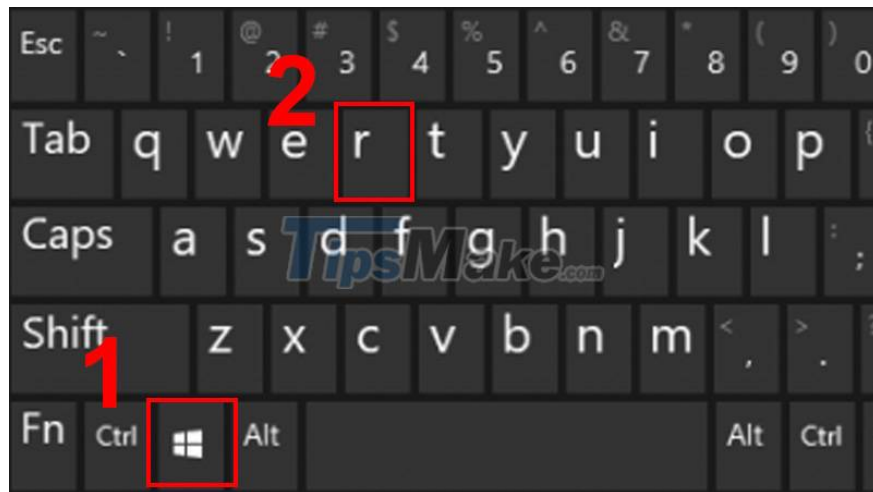 Esc ~ ` ! 1 @ 2 # 3 $ 4 % 5 ^ 6 & 7 * 8 ( 9 ) 0
2
Tab q w e r t y u i o p {
Caps a s d f g h j k l : ;
TipsMake.com
Shift z x c v b n m < , > . ?
1
Fn Ctrl Alt Alt Ctrl